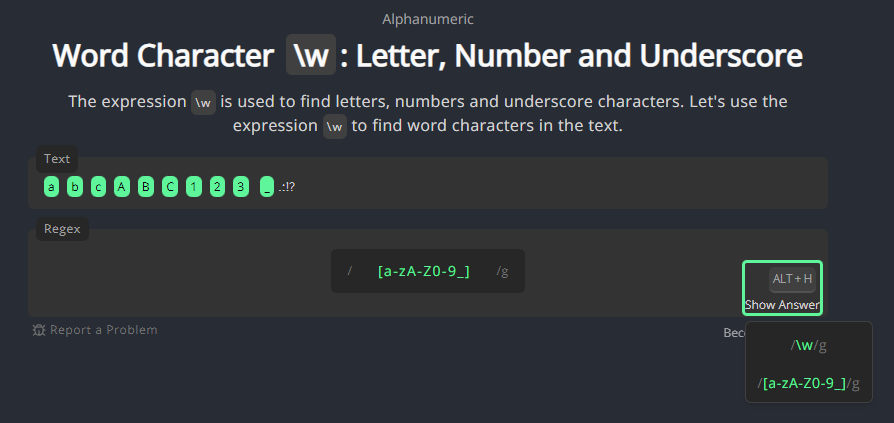 Alphanumeric
Word Character \w : Letter, Number and Underscore
The expression \w is used to find letters, numbers and underscore characters. Let's use the
expression \w to find word characters in the text.
Text
a b c A B C 1 2 3 _ .:!?
Regex
/ [a-zA-Z0-9_] /g
ALT + H
Show Answer
Report a Problem
/\w/g
/[a-zA-Z0-9_]/g